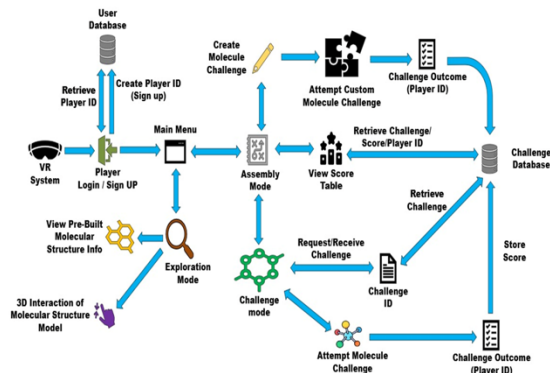 User
Database
Retrieve
Player ID
Create Player ID
(Sign up)
Create
Molecule
Challenge
Attempt Custom
Molecule Challenge
Challenge Outcome
(Player ID)
Main Menu
VR
System
Player
Login / Sign UP
Assembly
Mode
View Score
Table
Retrieve Challenge/
Score/Player ID
Challenge
Database
View Pre-Built
Molecular
Structure Info
Exploration
Mode
3D Interaction of
Molecular Structure
Model
Request/Receive
Challenge
Challenge
mode
Challenge
ID
Retrieve
Challenge
Store
Score
Attempt Molecule
Challenge
Challenge Outcome
(Player ID)